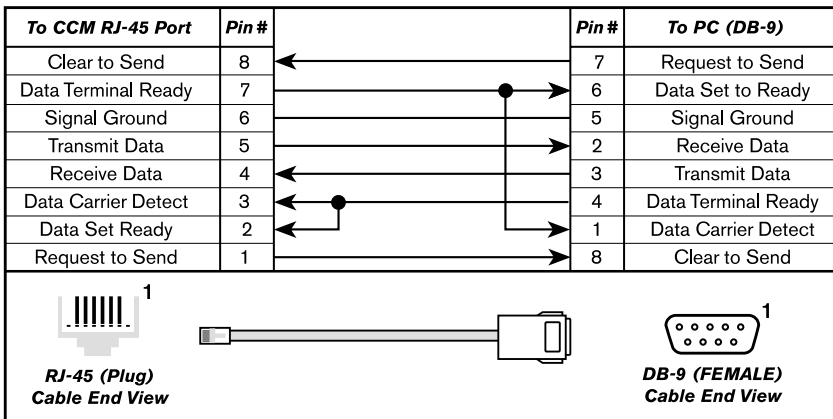 To CCM RJ-45 Port Pin # Pin # To PC (DB-9)
Clear to Send 8 7 Request to Send
Data Terminal Ready 7 6 Data Set to Ready
Signal Ground 6 5 Signal Ground
Transmit Data 5 2 Receive Data
Receive Data 4 3 Transmit Data
Data Carrier Detect 3 4 Data Terminal Ready
Data Set Ready 2 1 Data Carrier Detect
Request to Send 1 8 Clear to Send
1
RJ-45 (Plug)
Cable End View
1
DB-9 (FEMALE)
Cable End View